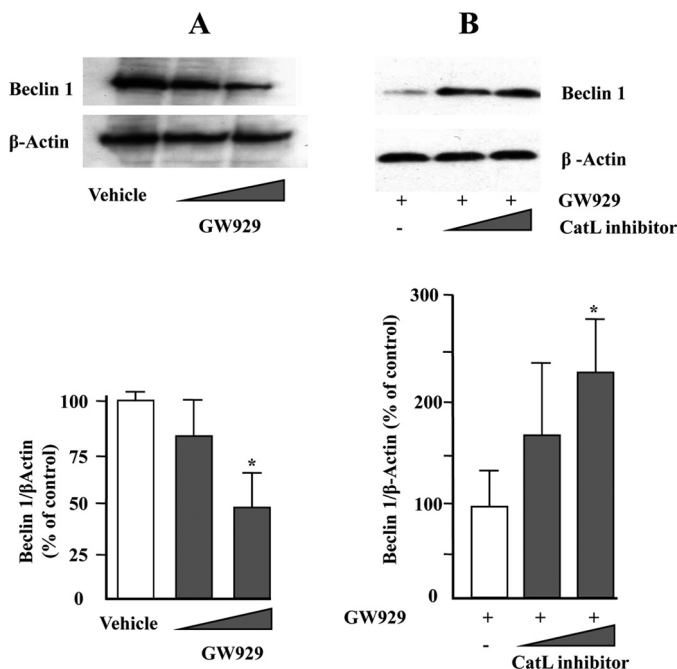 A
B
Beclin 1
β-Actin
Vehicle
GW929
Beclin 1
β -Actin
+ + + GW929
- CatL inhibitor
Beclin 1/βActin
(% of control)
100
75
50
25
0
*
Vehicle
GW929
Beclin 1/β-Actin (% of control)
300
200
100
0
*
GW929 + + +
-
CatL inhibitor